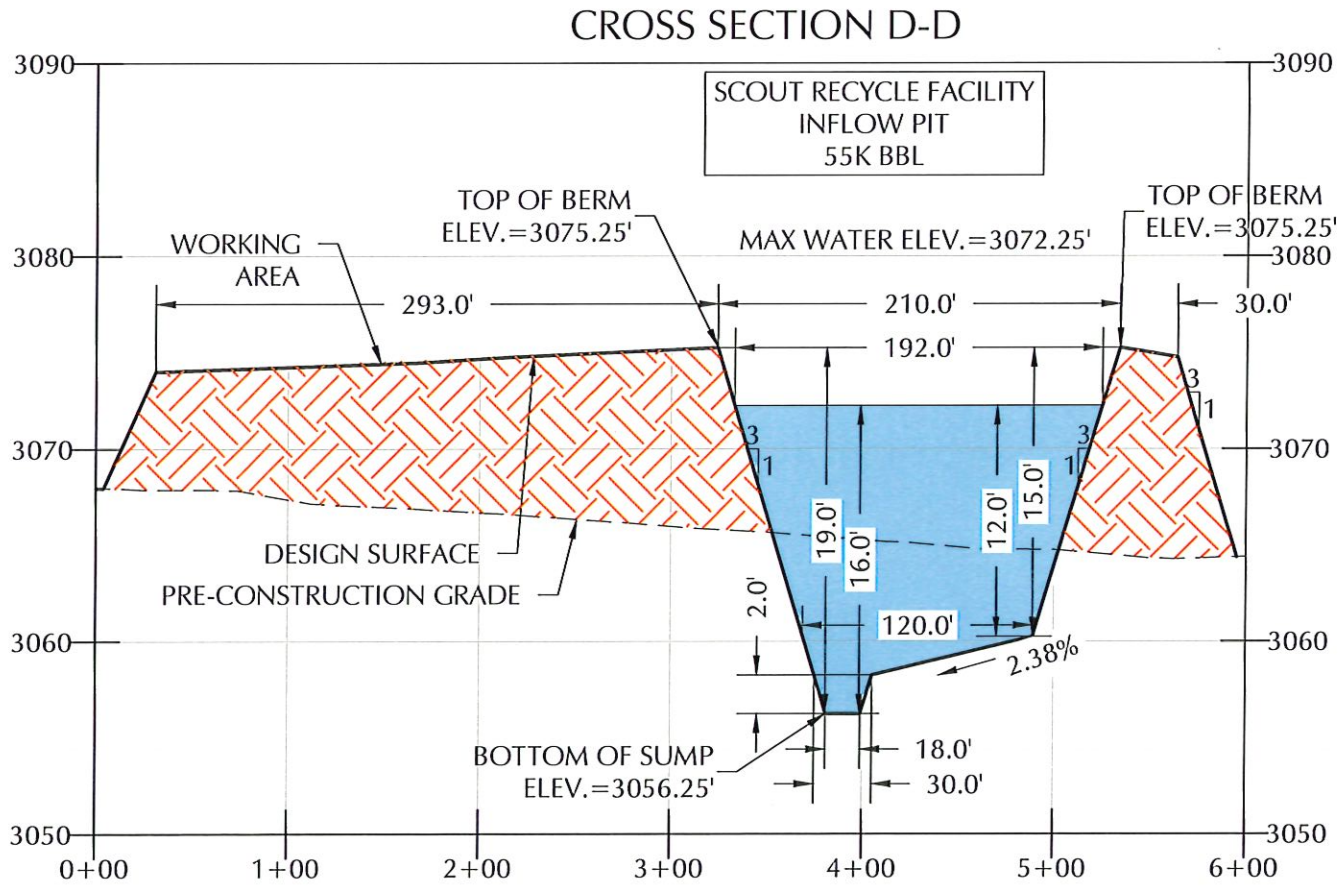 CROSS SECTION D-D
3090
3090
SCOUT RECYCLE FACILITY
INFLOW PIT
55K BBL
TOP OF BERM
ELEV.=3075.25'
TOP OF BERM
ELEV.=3075.25'
WORKING
AREA
MAX WATER ELEV.=3072.25'
3080
3080
293.0'
210.0'
30.0'
192.0'
3
1
3
1
3
1
3070
3070
19.0'
16.0'
12.0'
15.0'
DESIGN SURFACE
PRE-CONSTRUCTION GRADE
2.0'
120.0'
2.38%
3060
3060
BOTTOM OF SUMP
ELEV.=3056.25'
18.0'
30.0'
3050
3050
0+00
1+00
2+00
3+00
4+00
5+00
6+00